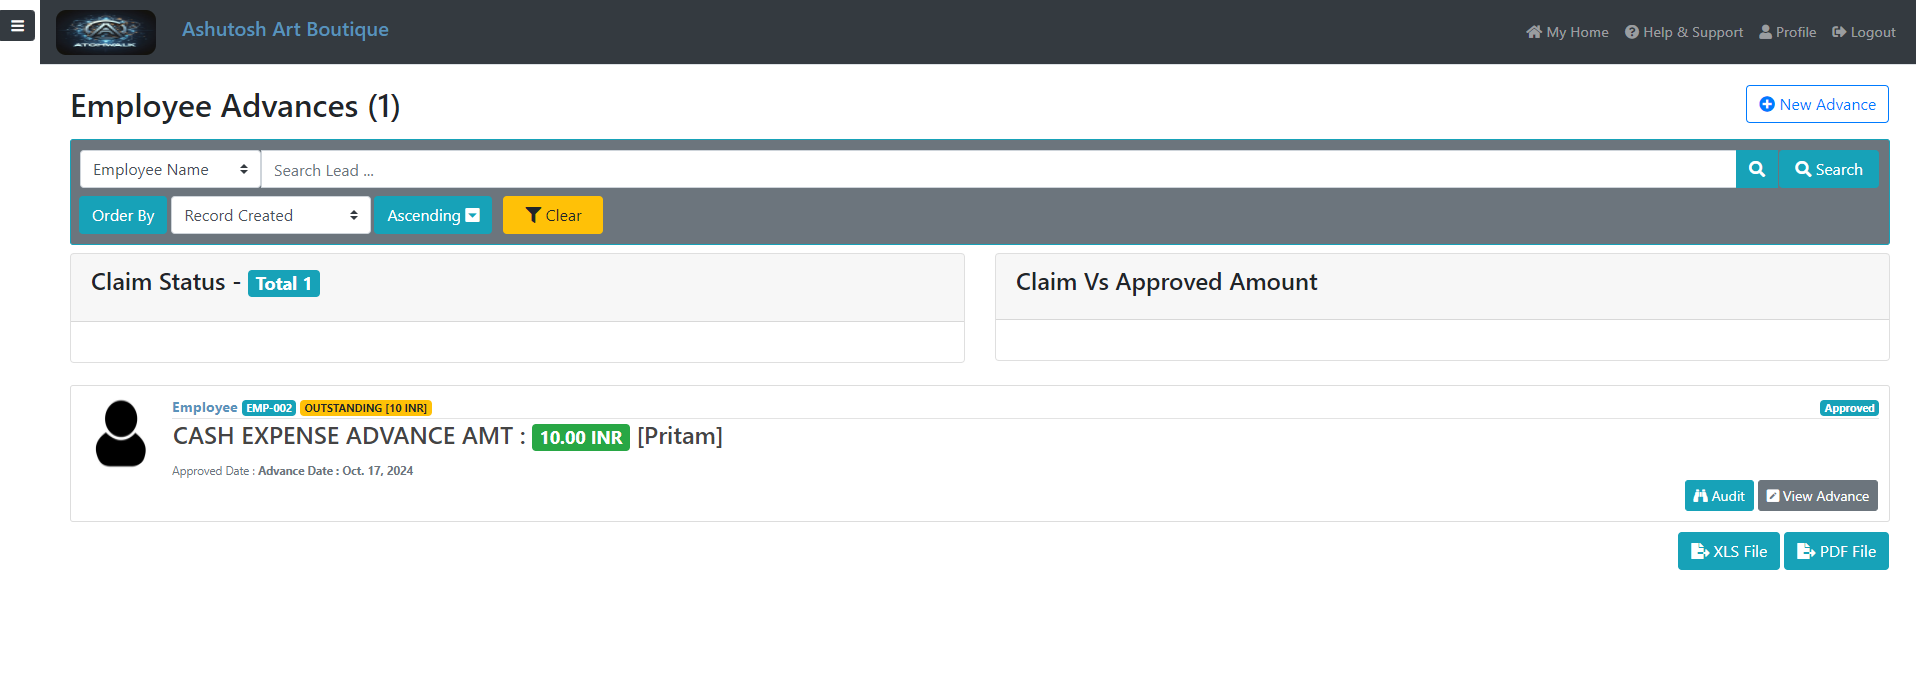 ATOMWALK
Ashutosh Art Boutique
My Home Help & Support Profile Logout
Employee Advances (1)
New Advance
Employee Name Search Lead ... Search
Order By Record Created Ascending Clear
Claim Status - Total 1
Claim Vs Approved Amount
Employee EMP-002 OUTSTANDING [10 INR] Approved
CASH EXPENSE ADVANCE AMT : 10.00 INR [Pritam]
Approved Date : Advance Date : Oct. 17, 2024
Audit View Advance
XLS File PDF File